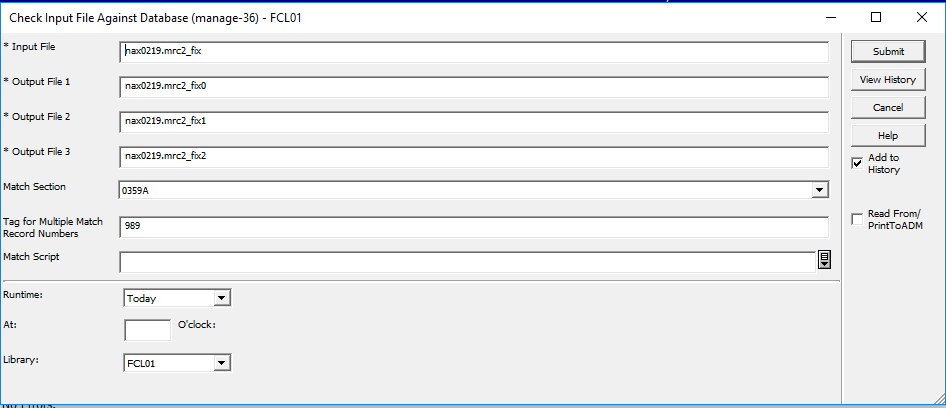 Check Input File Against Database (manage-36) - FCL01
* Input File
nax0219.mrc2_fix
Submit
* Output File 1
nax0219.mrc2_fix0
View History
* Output File 2
nax0219.mrc2_fix1
Cancel
* Output File 3
nax0219.mrc2_fix2
Help
Add to
History
Match Section
0359A
Tag for Multiple Match
Record Numbers
989
Read From/
PrintToADM
Match Script
Runtime:
Today
At:
O'clock:
Library:
FCL01
No Errors.